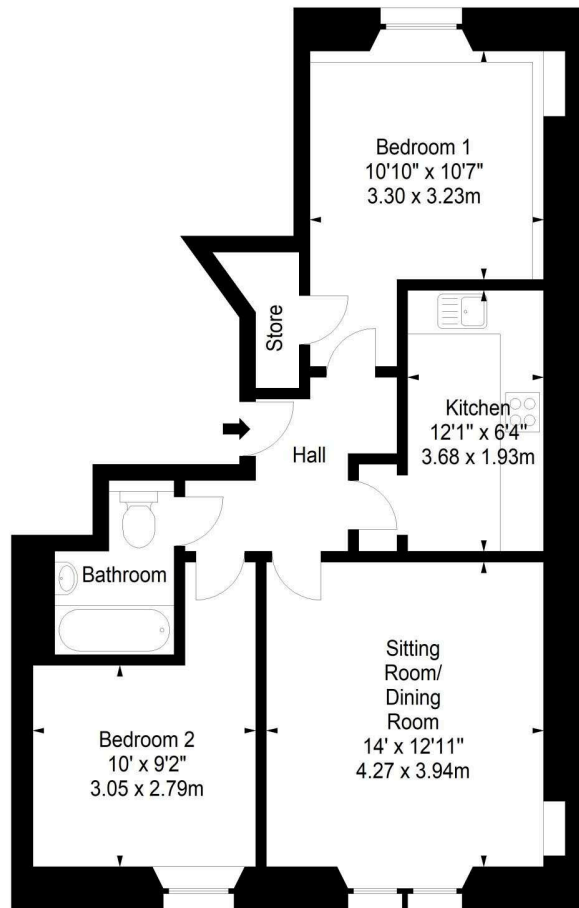 Bedroom 1
10'10" x 10'7"
3.30 x 3.23m
Store
Kitchen
12'1" x 6'4"
3.68 x 1.93m
Hall
Bathroom
Sitting
Room/
Dining
Room
14' x 12'11"
4.27 x 3.94m
Bedroom 2
10' x 9'2"
3.05 x 2.79m